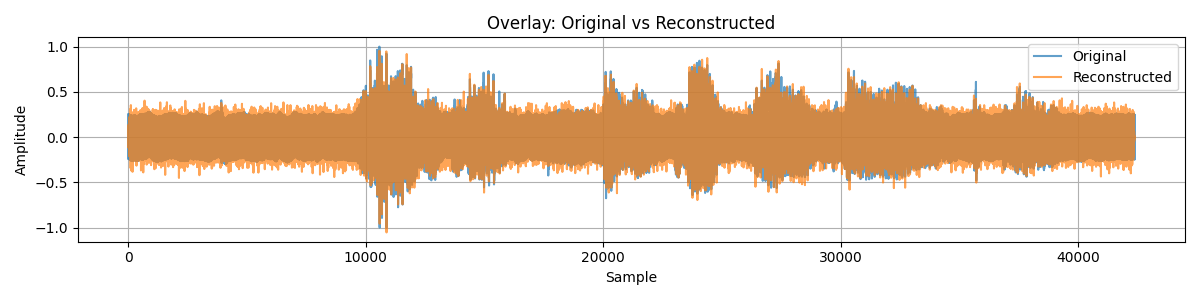 Overlay: Original vs Reconstructed
Original
Reconstructed
Amplitude
1.0
0.5
0.0
−0.5
−1.0
0 10000 20000 30000 40000
Sample